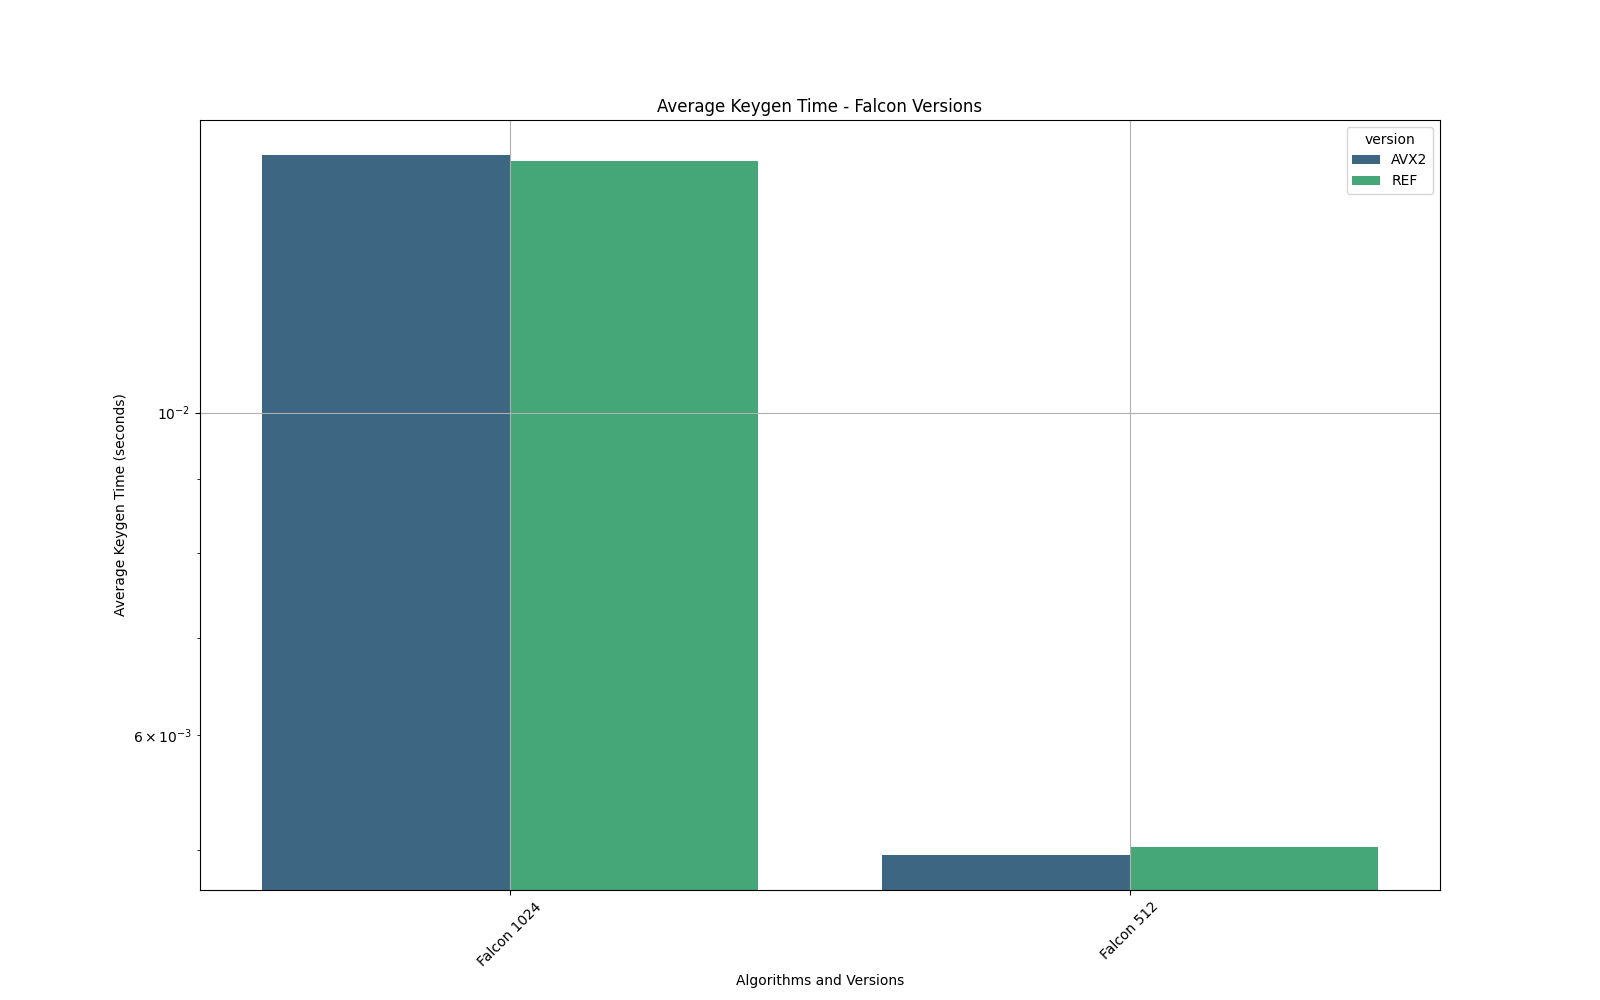 Average Keygen Time - Falcon Versions
version
AVX2
REF
Average Keygen Time (seconds)
10⁻²
6 × 10⁻³
Falcon 1024
Falcon 512
Algorithms and Versions